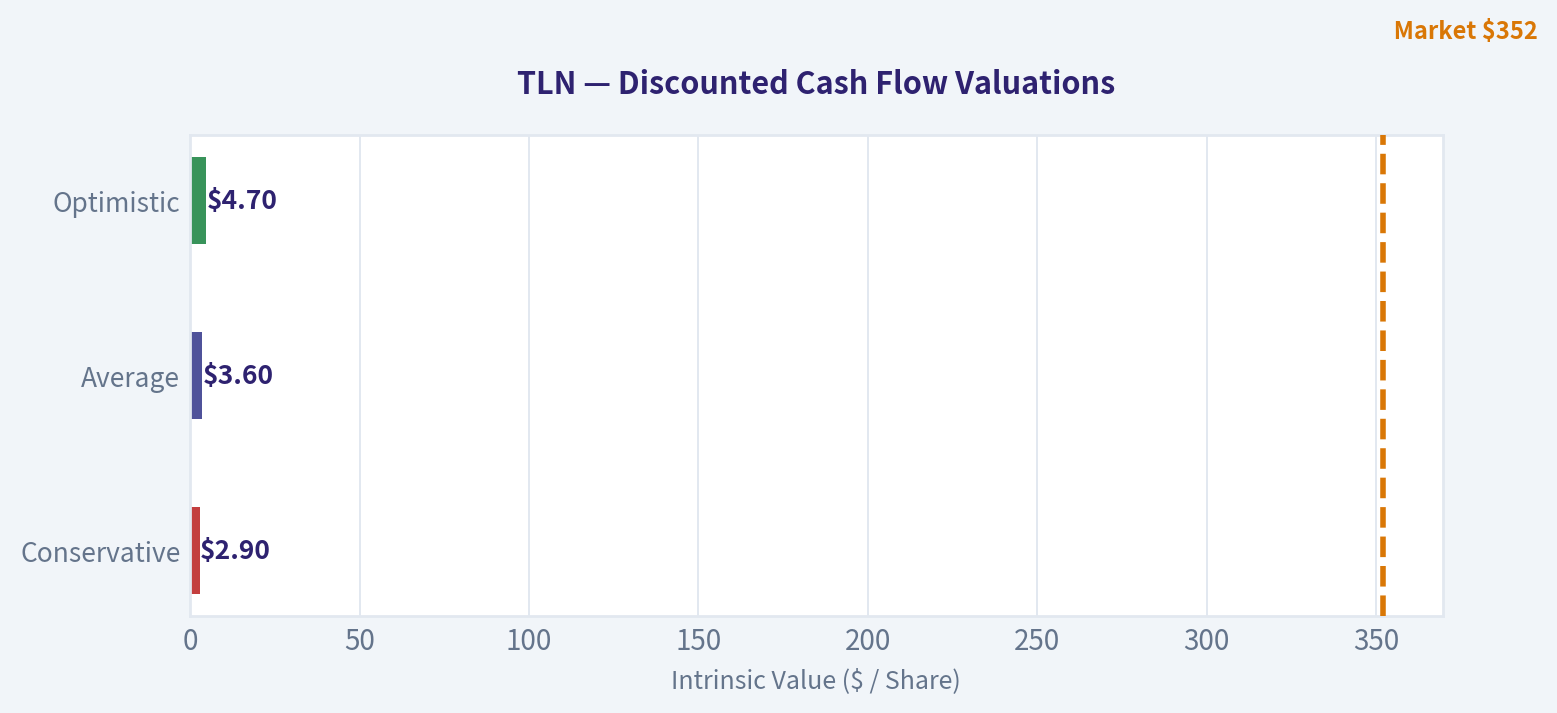 Market $352
TLN — Discounted Cash Flow Valuations
Optimistic
$4.70
Average
$3.60
Conservative
$2.90
0 50 100 150 200 250 300 350
Intrinsic Value ($ / Share)